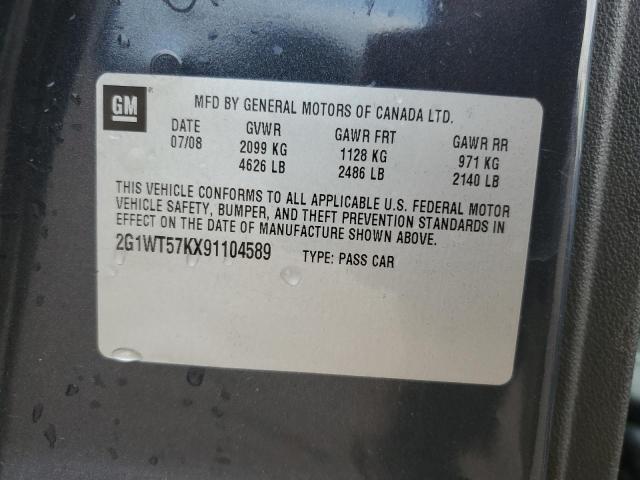 GM
®
MFD BY GENERAL MOTORS OF CANADA LTD.
DATE GVWR GAWR FRT GAWR RR
07/08 2099 KG 1128 KG 971 KG
4626 LB 2486 LB 2140 LB
THIS VEHICLE CONFORMS TO ALL APPLICABLE U.S. FEDERAL MOTOR
VEHICLE SAFETY, BUMPER, AND THEFT PREVENTION STANDARDS IN
EFFECT ON THE DATE OF MANUFACTURE SHOWN ABOVE.
2G1WT57KX91104589 TYPE: PASS CAR